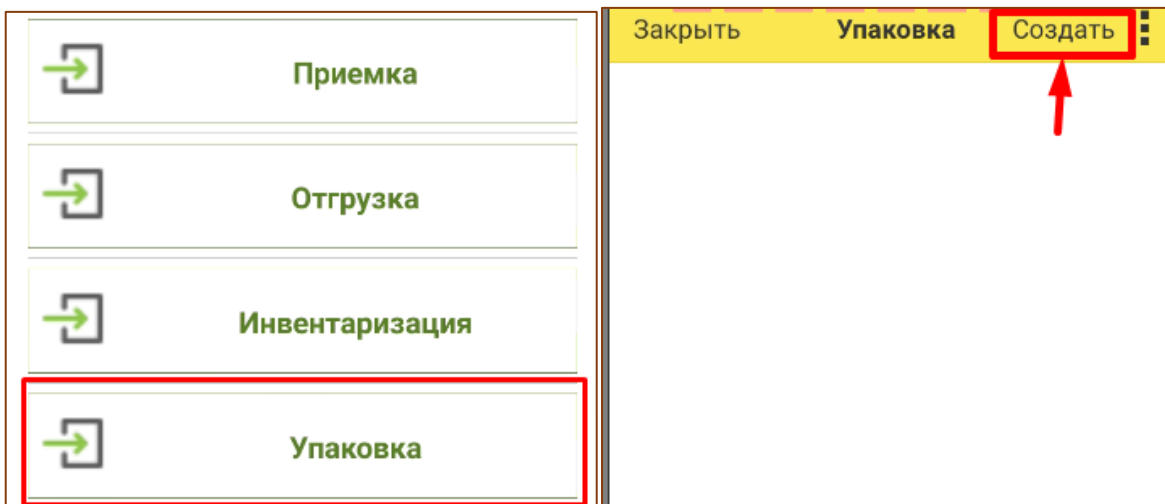 Приемка
Отгрузка
Инвентаризация
Упаковка
Закрыть Упаковка Создать